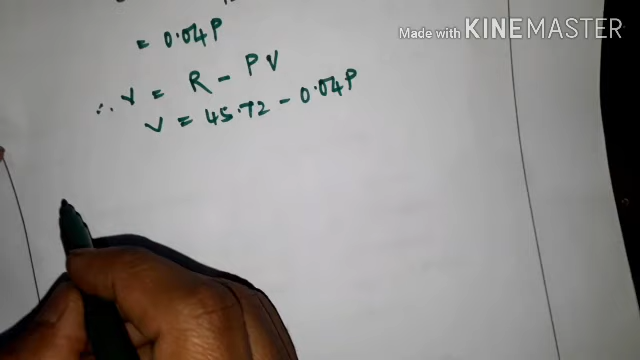 = 0.04P
Made with KINEMASTER
∴ V = R - PV
V = 45.72 - 0.04P